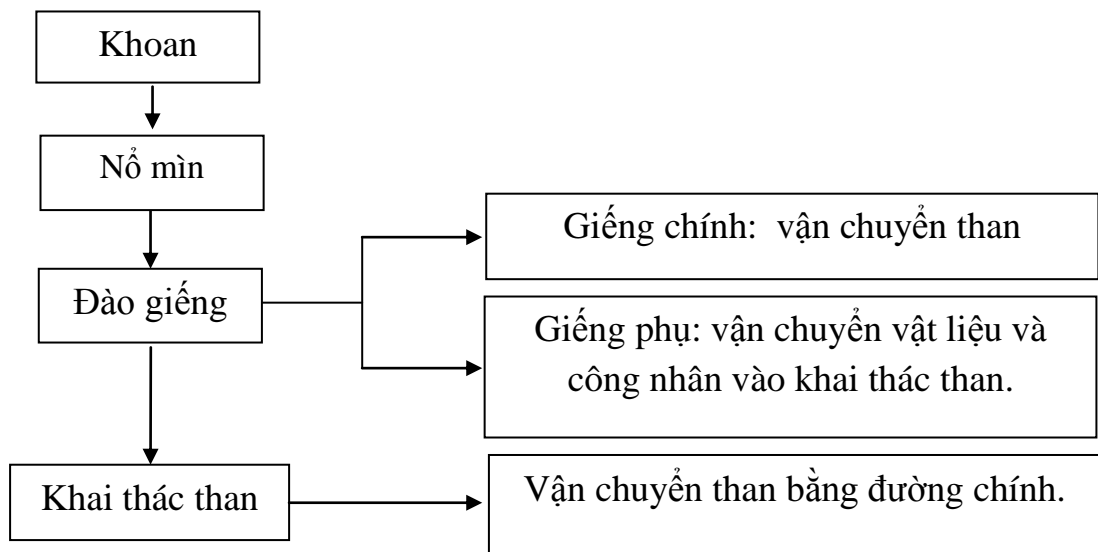 Khoan
Nổ mìn
Giếng chính: vận chuyển than
Đào giếng
Giếng phụ: vận chuyển vật liệu và
công nhân vào khai thác than.
Khai thác than
Vận chuyển than bằng đường chính.